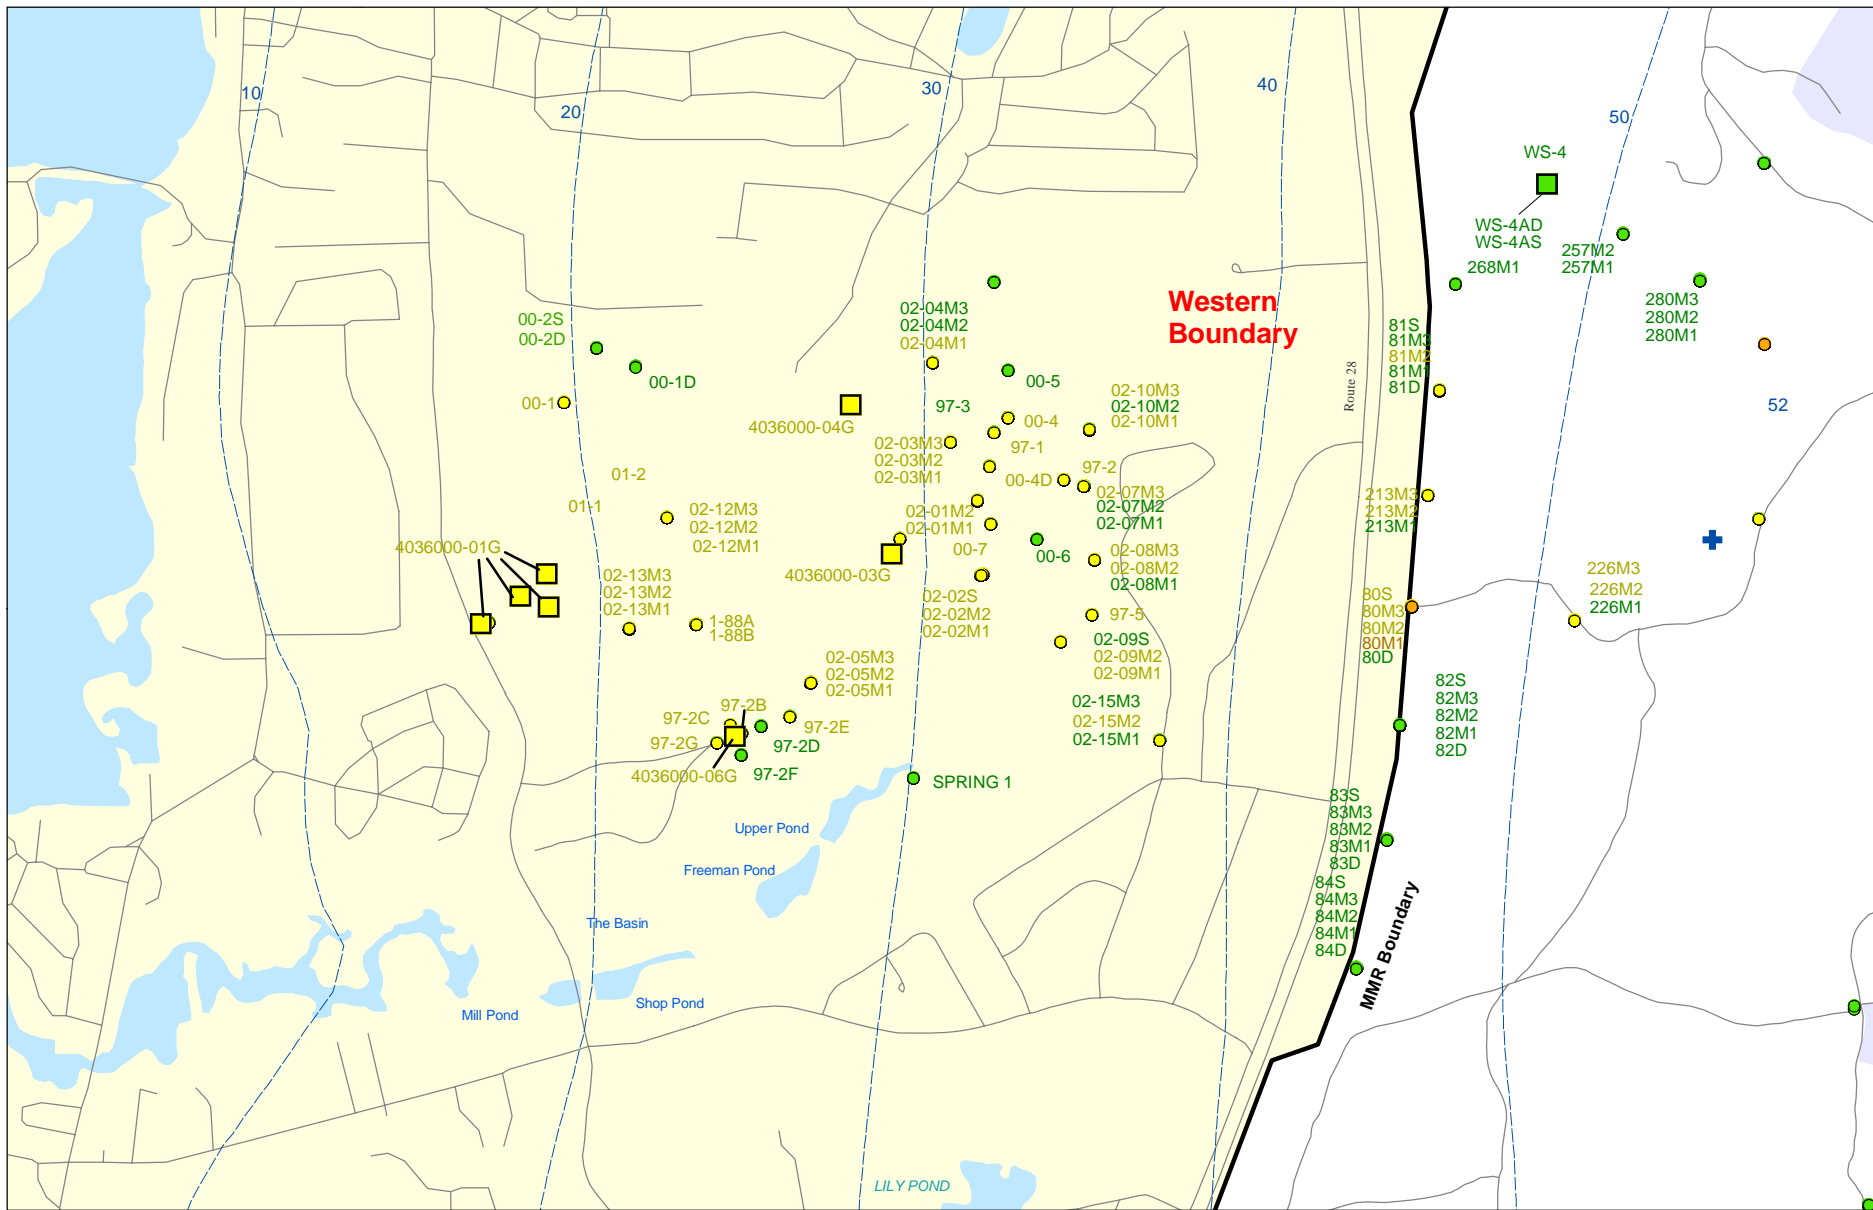 10
20
30
40
50
52
WS-4
WS-4AD
WS-4AS
268M1
257M2
257M1
280M3
280M2
280M1
Western
Boundary
Route 28
81S
81M3
81M2
81M1
81D
00-2S
00-2D
00-1D
00-1
02-04M3
02-04M2
02-04M1
97-3
00-5
00-4
97-1
02-10M3
02-10M2
02-10M1
4036000-04G
02-03M3
02-03M2
02-03M1
00-4D
97-2
02-07M3
02-07M2
02-07M1
213M3
213M2
213M1
01-2
01-1
02-12M3
02-12M2
02-12M1
02-01M2
02-01M1
00-7
00-6
4036000-01G
4036000-03G
02-08M3
02-08M2
02-08M1
02-13M3
02-13M2
02-13M1
1-88A
1-88B
02-02S
02-02M2
02-02M1
97-5
02-09S
02-09M2
02-09M1
80S
80M3
80M2
80M1
80D
226M3
226M2
226M1
02-05M3
02-05M2
02-05M1
97-2B
97-2C
97-2E
97-2G
97-2D
4036000-06G
97-2F
02-15M3
02-15M2
02-15M1
82S
82M3
82M2
82M1
82D
SPRING 1
83S
83M3
83M2
83M1
83D
84S
84M3
84M2
84M1
84D
MMR Boundary
Upper Pond
Freeman Pond
The Basin
Shop Pond
Mill Pond
LILY POND